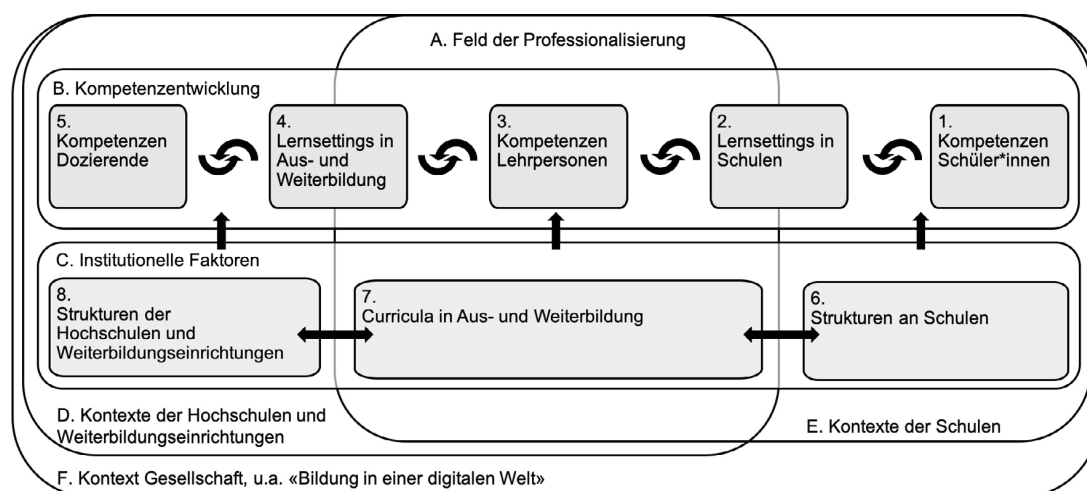 A. Feld der Professionalisierung
B. Kompetenzentwicklung
5.
Kompetenzen
Dozierende
4.
Lernsettings in
Aus- und
Weiterbildung
3.
Kompetenzen
Lehrpersonen
2.
Lernsettings in
Schulen
1.
Kompetenzen
Schüler*innen
C. Institutionelle Faktoren
8.
Strukturen der
Hochschulen und
Weiterbildungseinrichtungen
7.
Curricula in Aus- und Weiterbildung
6.
Strukturen an Schulen
D. Kontexte der Hochschulen und
Weiterbildungseinrichtungen
E. Kontexte der Schulen
F. Kontext Gesellschaft, u.a. «Bildung in einer digitalen Welt»